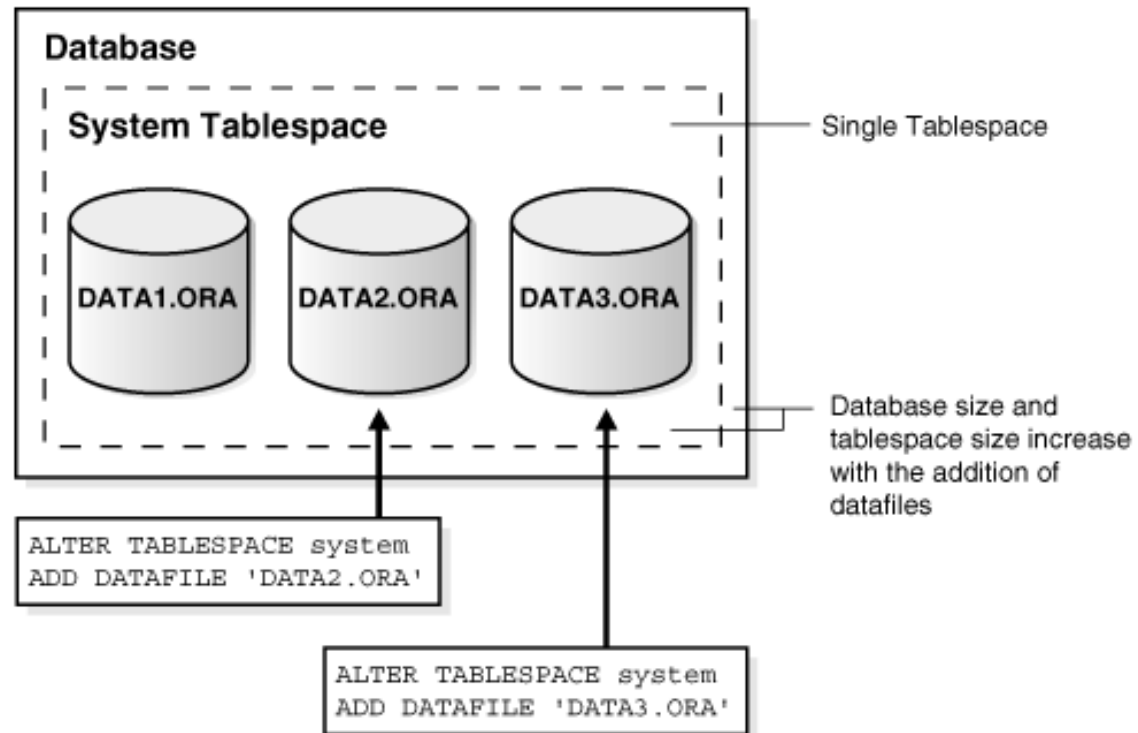 Database
System Tablespace
Single Tablespace
DATA1.ORA
DATA2.ORA
DATA3.ORA
Database size and
tablespace size increase
with the addition of
datafiles
ALTER TABLESPACE system
ADD DATAFILE 'DATA2.ORA'
ALTER TABLESPACE system
ADD DATAFILE 'DATA3.ORA'